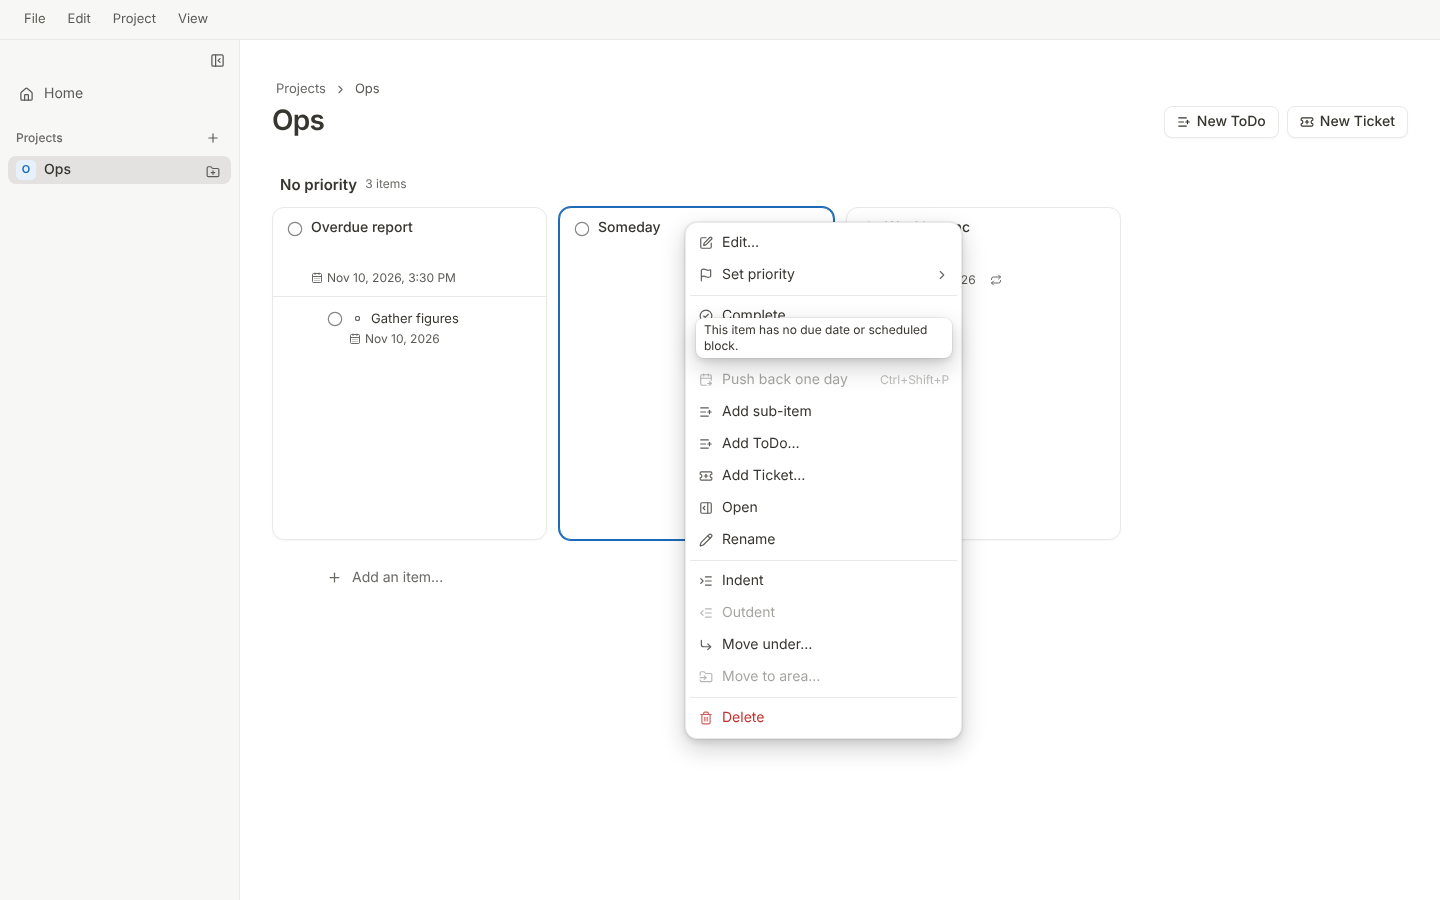 File Edit Project View
Home
Projects
O Ops
Projects > Ops
Ops
New ToDo New Ticket
No priority 3 items
Overdue report
Nov 10, 2026, 3:30 PM
Gather figures
Nov 10, 2026
Someday
26
Edit...
Set priority
Complete
This item has no due date or scheduled
block.
Push back one day Ctrl+Shift+P
Add sub-item
Add ToDo...
Add Ticket...
Open
Rename
Indent
Outdent
Move under...
Move to area...
Delete
Add an item...